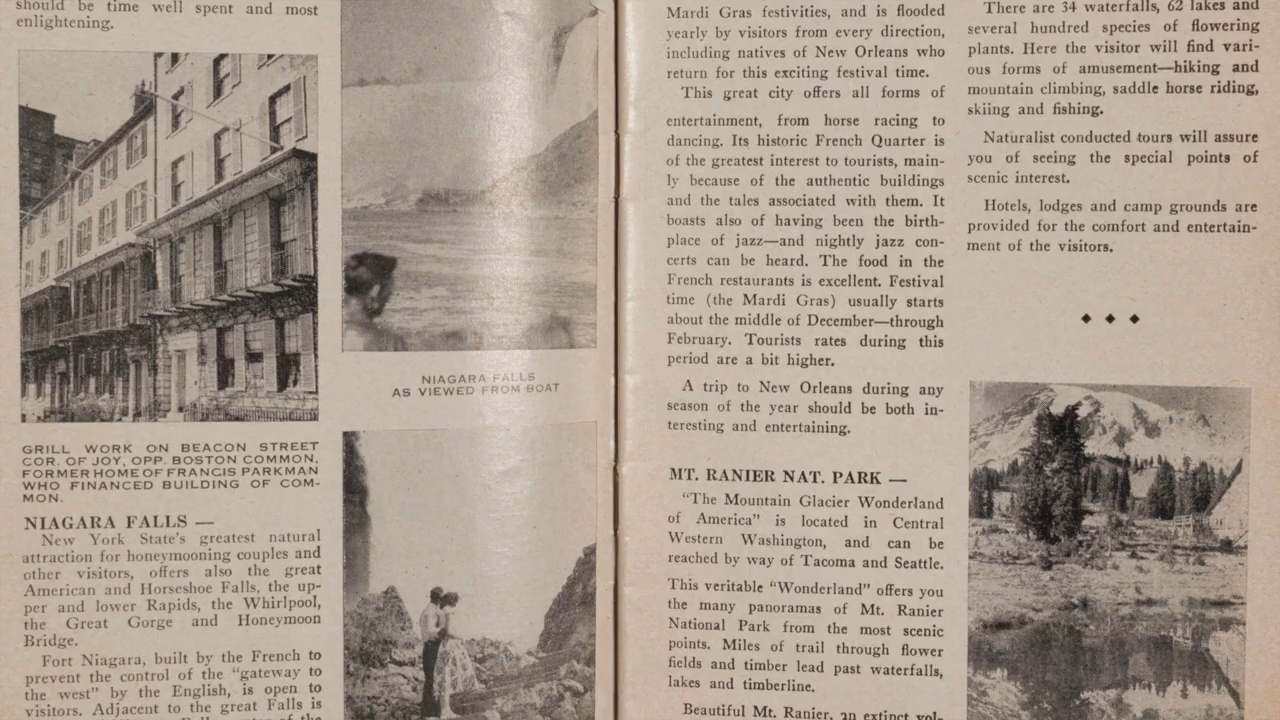 should be time well spent and most
enlightening.
GRILL WORK ON BEACON STREET
COR. OF JOY, OPP. BOSTON COMMON,
FORMER HOME OF FRANCIS PARKMAN
WHO FINANCED BUILDING OF COM-
MON.
NIAGARA FALLS —
New York State's greatest natural
attraction for honeymooning couples and
other visitors, offers also the great
American and Horseshoe Falls, the up-
per and lower Rapids, the Whirlpool,
the Great Gorge and Honeymoon
Bridge.
Fort Niagara, built by the French to
prevent the control of the "gateway to
the west" by the English, is open to
visitors. Adjacent to the great Falls is
NIAGARA FALLS
AS VIEWED FROM BOAT
Mardi Gras festivities, and is flooded
yearly by visitors from every direction,
including natives of New Orleans who
return for this exciting festival time.
This great city offers all forms of
entertainment, from horse racing to
dancing. Its historic French Quarter is
of the greatest interest to tourists, main-
ly because of the authentic buildings
and the tales associated with them. It
boasts also of having been the birth-
place of jazz—and nightly jazz con-
certs can be heard. The food in the
French restaurants is excellent. Festival
time (the Mardi Gras) usually starts
about the middle of December—through
February. Tourists rates during this
period are a bit higher.
A trip to New Orleans during any
season of the year should be both in-
teresting and entertaining.
MT. RANIER NAT. PARK —
"The Mountain Glacier Wonderland
of America" is located in Central
Western Washington, and can be
reached by way of Tacoma and Seattle.
This veritable "Wonderland" offers you
the many panoramas of Mt. Ranier
National Park from the most scenic
points. Miles of trail through flower
fields and timber lead past waterfalls,
lakes and timberline.
Beautiful Mt. Ranier, an extinct vol-
There are 34 waterfalls, 62 lakes and
several hundred species of flowering
plants. Here the visitor will find vari-
ous forms of amusement—hiking and
mountain climbing, saddle horse riding,
skiing and fishing.
Naturalist conducted tours will assure
you of seeing the special points of
scenic interest.
Hotels, lodges and camp grounds are
provided for the comfort and entertain-
ment of the visitors.